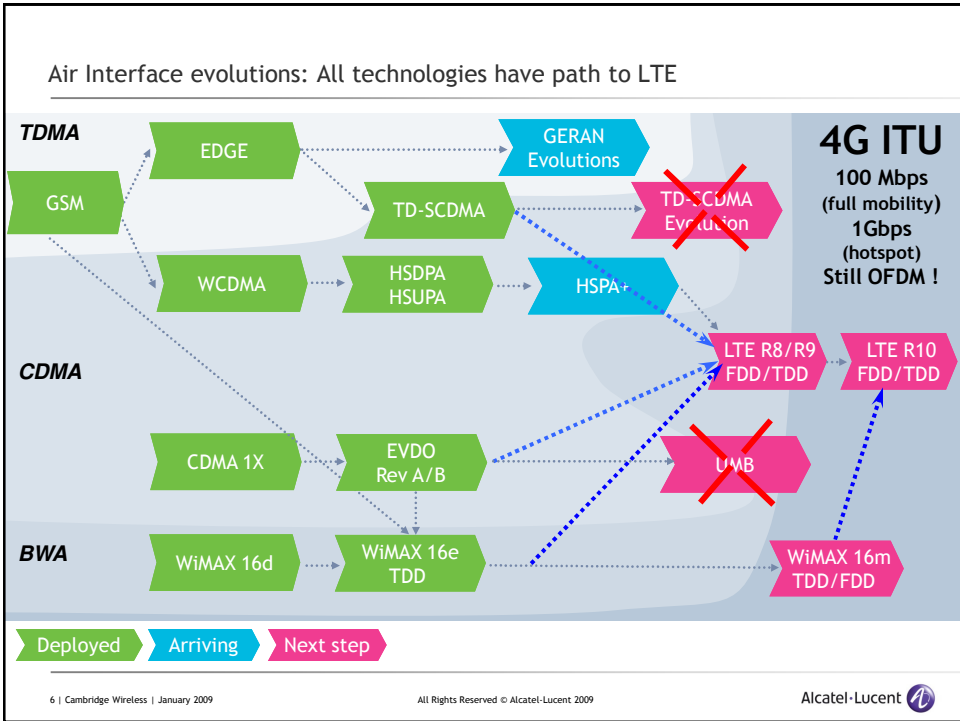 Air Interface evolutions: All technologies have path to LTE
TDMA
EDGE
GERAN
Evolutions
4G ITU
100 Mbps
(full mobility)
1Gbps
(hotspot)
Still OFDM !
GSM
TD-SCDMA
TD-SCDMA
Evolution
WCDMA
HSDPA
HSUPA
HSPA+
CDMA
LTE R8/R9
FDD/TDD
LTE R10
FDD/TDD
CDMA 1X
EVDO
Rev A/B
UMB
BWA
WiMAX 16d
WiMAX 16e
TDD
WiMAX 16m
TDD/FDD
Deployed
Arriving
Next step
6 | Cambridge Wireless | January 2009
All Rights Reserved © Alcatel-Lucent 2009
Alcatel·Lucent